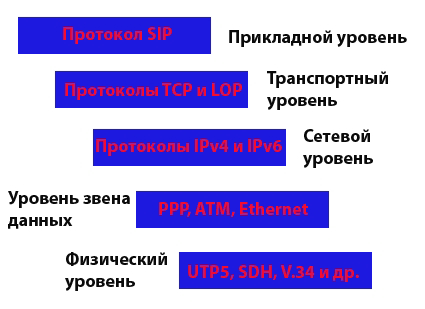 Протокол SIP
Прикладной уровень
Протоколы TCP и LOP
Транспортный
уровень
Протоколы IPv4 и IPv6
Сетевой
уровень
Уровень звена
данных
PPP, ATM, Ethernet
Физический
уровень
UTP5, SDH, V.34 и др.